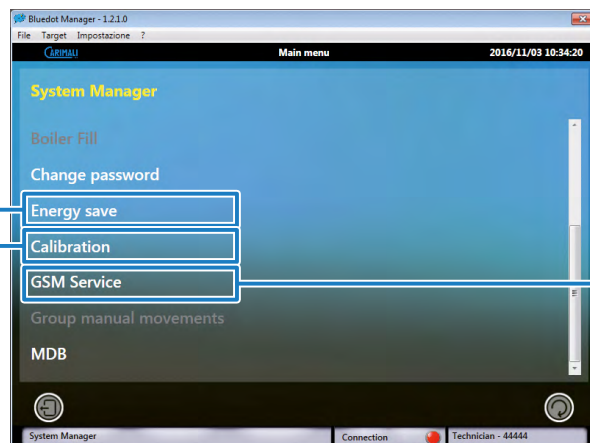 Bluedot Manager - 1.2.1.0
File Target Impostazione ?
CARIMALI Main menu 2016/11/03 10:34:20
System Manager
Boiler Fill
Change password
Energy save
Calibration
GSM Service
Group manual movements
MDB
System Manager Connection Technician - 44444